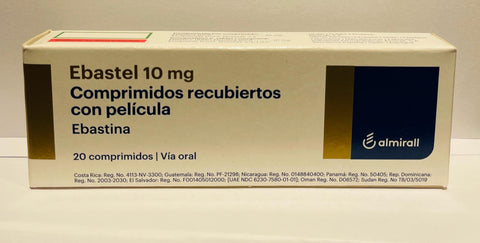 Ebastel 10 mg
Comprimidos recubiertos
con película
Ebastina
20 comprimidos | Vía oral
almirall
Costa Rica: Reg. No. 4113-NV-3300; Guatemala: Reg. No. PF-21296; Nicaragua: Reg. No. 0148840400; Panamá: Reg. No. 50405; Rep. Dominicana:
Reg. No. 2003-2030, El Salvador: Reg. No. F001405012000; [UAE NDC 6230-7580-01-01]; Oman Reg. No. D06572; Sudan Reg. No T8/03/5019